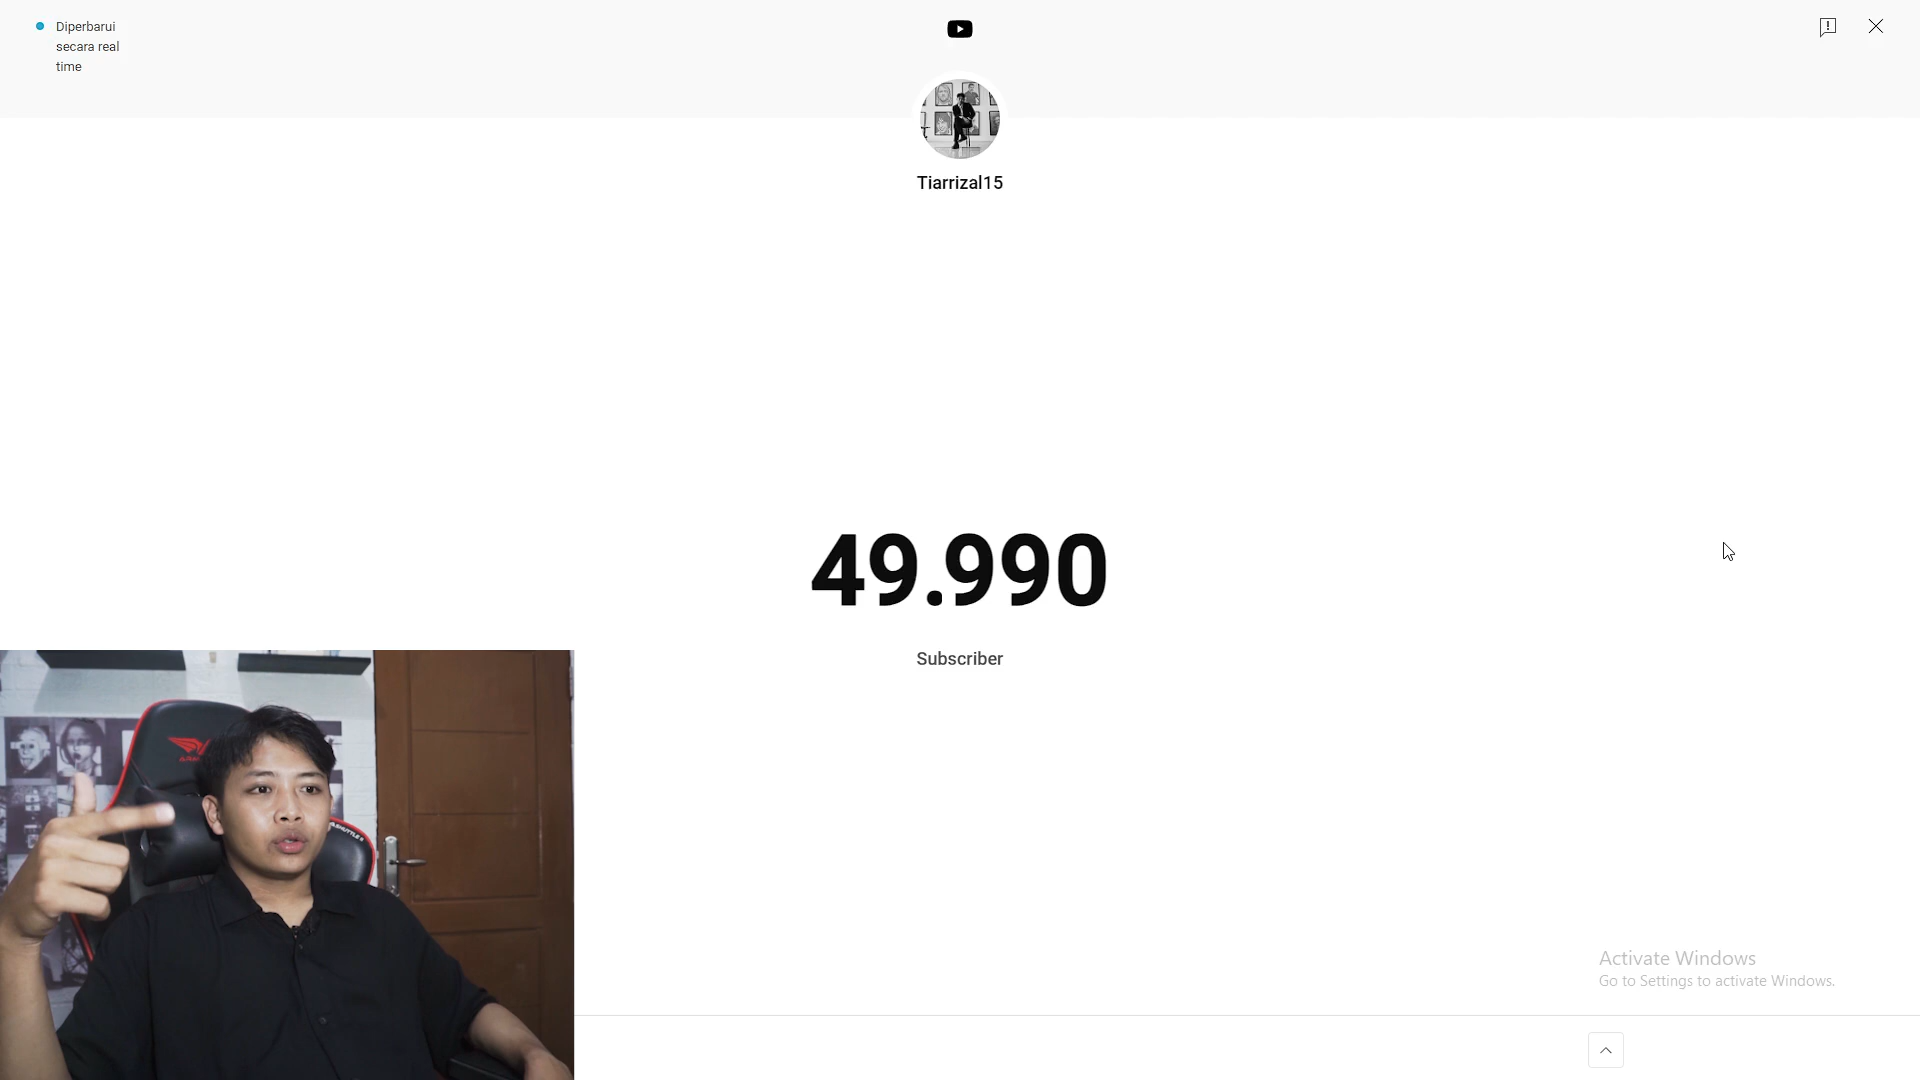 Diperbarui
secara real
time
Tiarrizal15
49.990
Subscriber
Activate Windows
Go to Settings to activate Windows.